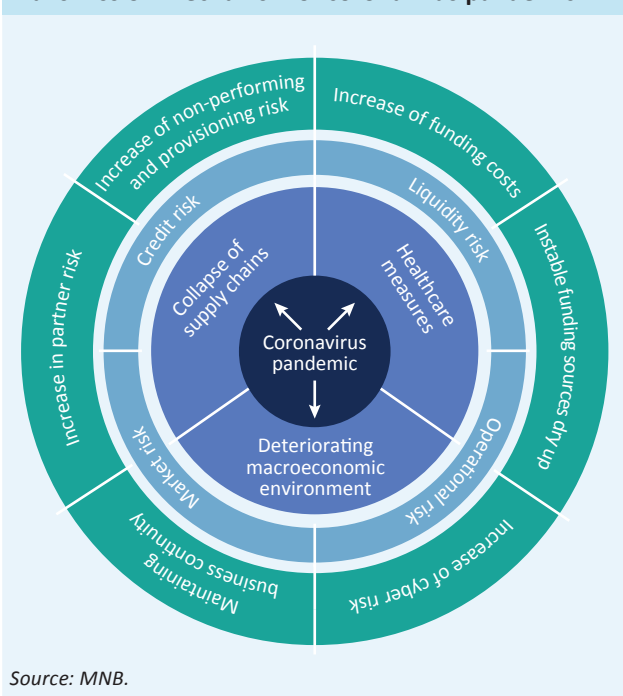 Increase of non-performing
and provisioning risk
Increase of funding costs
Instable funding sources dry up
Increase of cyber risk
Maintaining
business continuity
Increase in partner risk
Credit risk
Liquidity risk
Operational risk
Market risk
Collapse of
supply chains
Healthcare
measures
Deteriorating
macroeconomic
environment
Coronavirus
pandemic
Source: MNB.